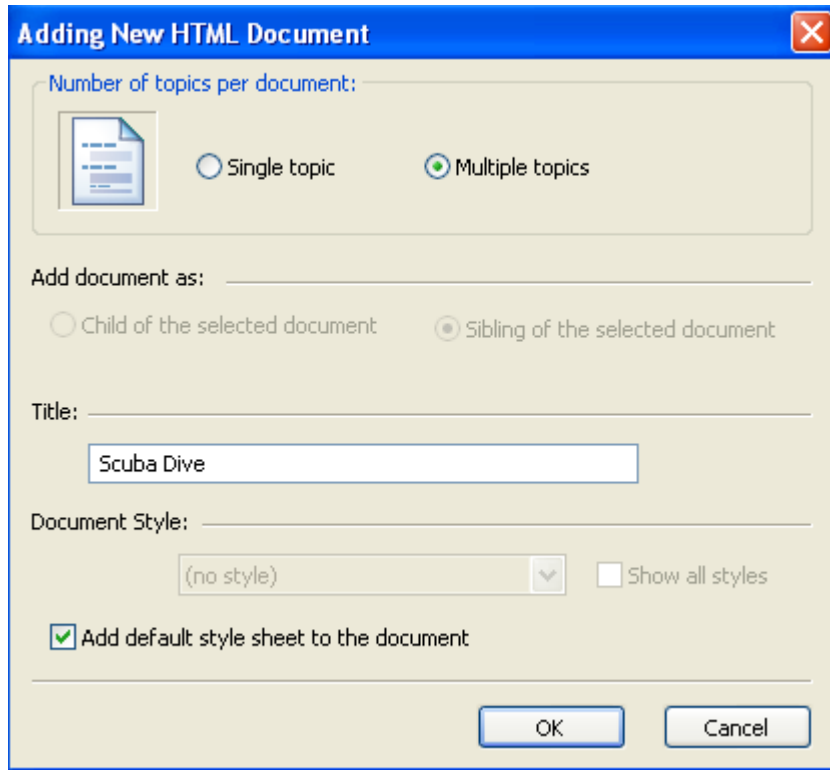 Adding New HTML Document
Number of topics per document:
Single topic Multiple topics
Add document as:
Child of the selected document Sibling of the selected document
Title:
Scuba Dive
Document Style:
(no style) Show all styles
Add default style sheet to the document
OK Cancel